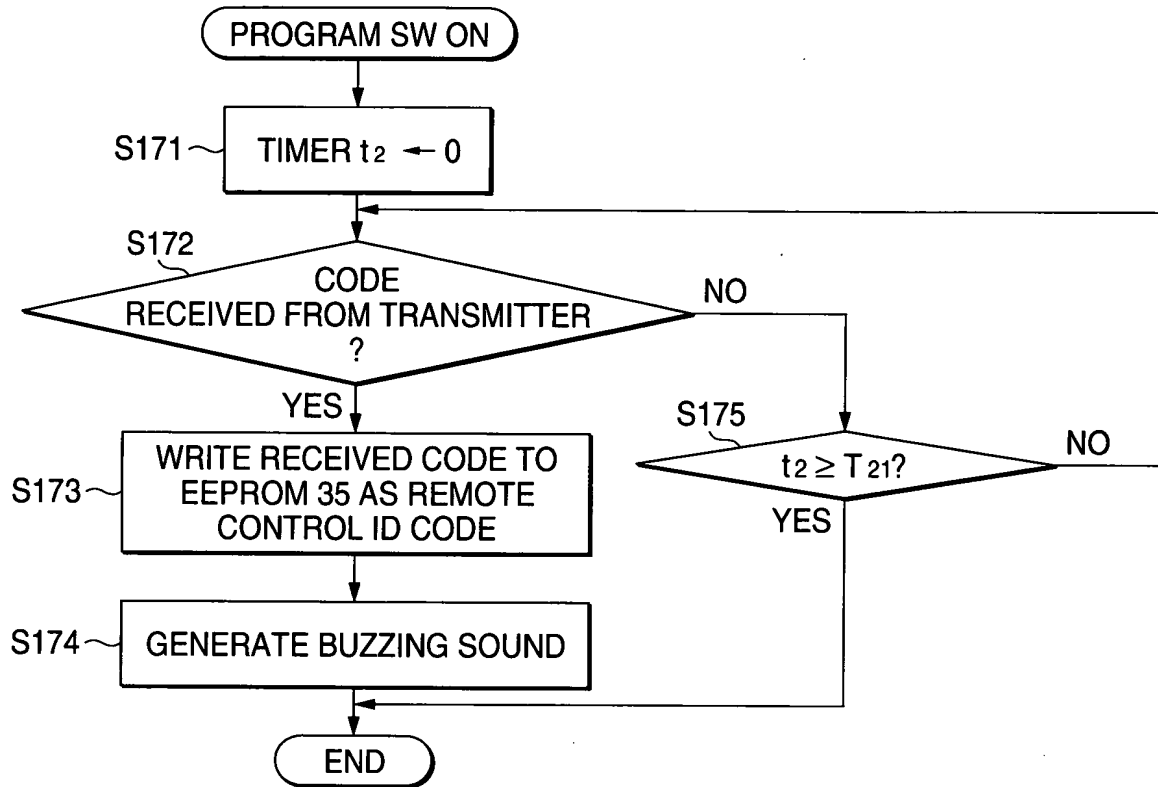 PROGRAM SW ON
S171
TIMER t2 ← 0
S172
CODE
RECEIVED FROM TRANSMITTER
?
NO
YES
S173
WRITE RECEIVED CODE TO
EEPROM 35 AS REMOTE
CONTROL ID CODE
S175
t2 ≥ T21?
NO
YES
S174
GENERATE BUZZING SOUND
END